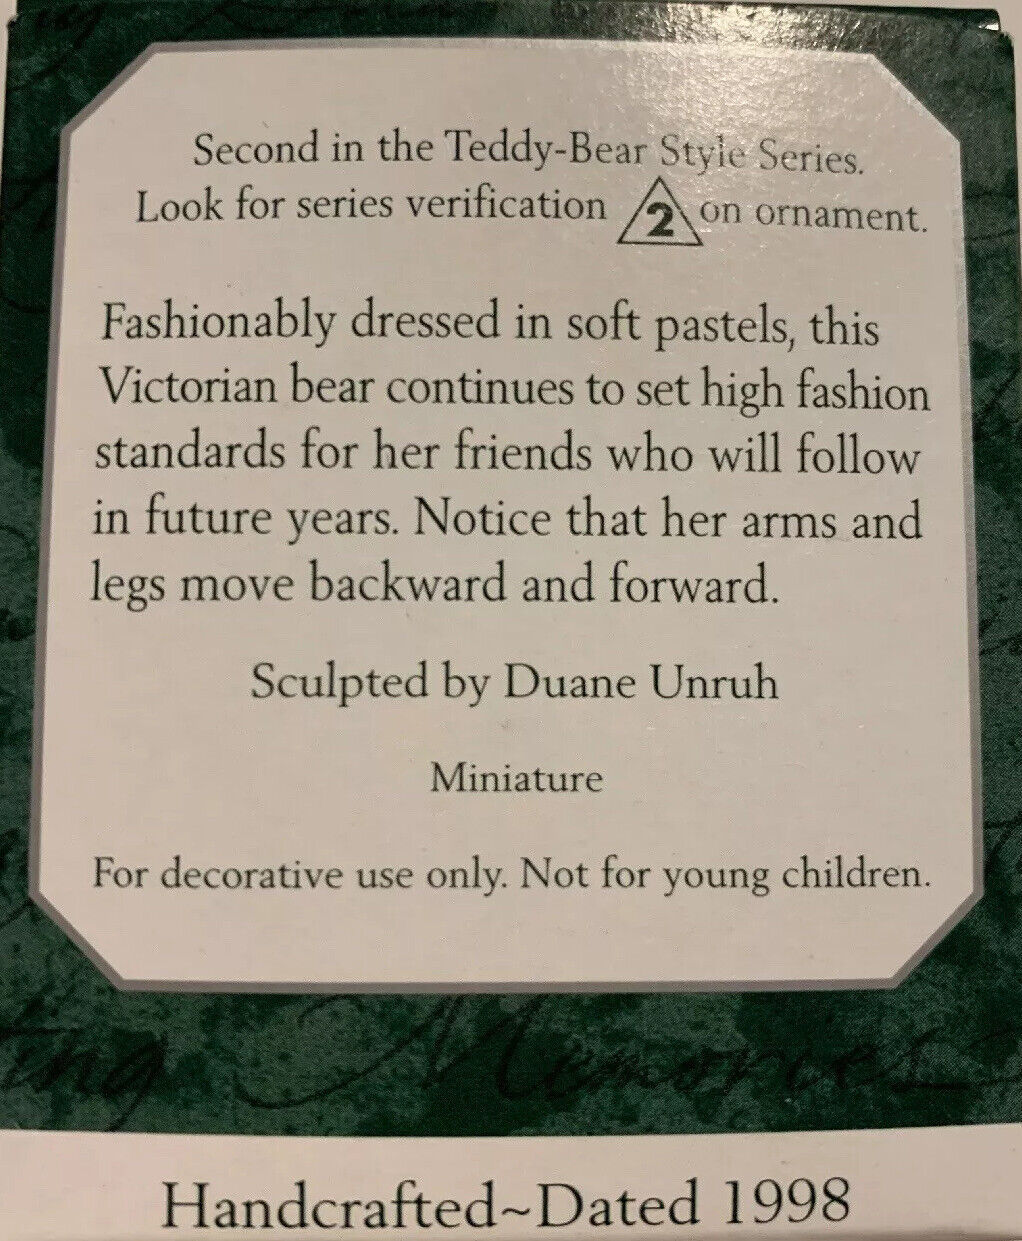 Second in the Teddy-Bear Style Series.
Look for series verification 2 on ornament.
Fashionably dressed in soft pastels, this
Victorian bear continues to set high fashion
standards for her friends who will follow
in future years. Notice that her arms and
legs move backward and forward.
Sculpted by Duane Unruh
Miniature
For decorative use only. Not for young children.
ing Memories
Handcrafted~Dated 1998